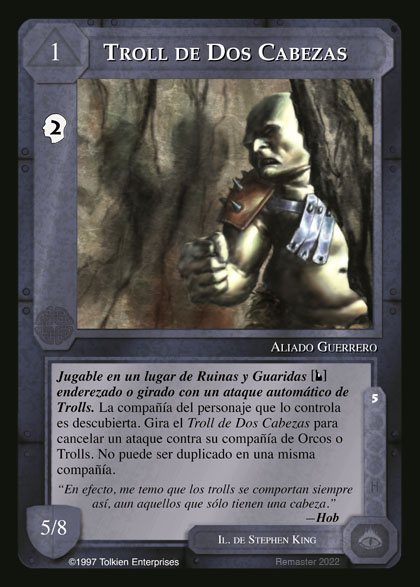 1
TROLL DE DOS CABEZAS
2
ALIADO GUERRERO
Jugable en un lugar de Ruinas y Guaridas [ ]
enderezado o girado con un ataque automático de
Trolls. La compañía del personaje que lo controla
es descubierta. Gira el Troll de Dos Cabezas para
cancelar un ataque contra su compañía de Orcos o
Trolls. No puede ser duplicado en una misma
compañía.
“En efecto, me temo que los trolls se comportan siempre
así, aun aquellos que sólo tienen una cabeza.”
—Hob
5
H
5/8
IL. DE STEPHEN KING
©1997 Tolkien Enterprises
Remaster 2022